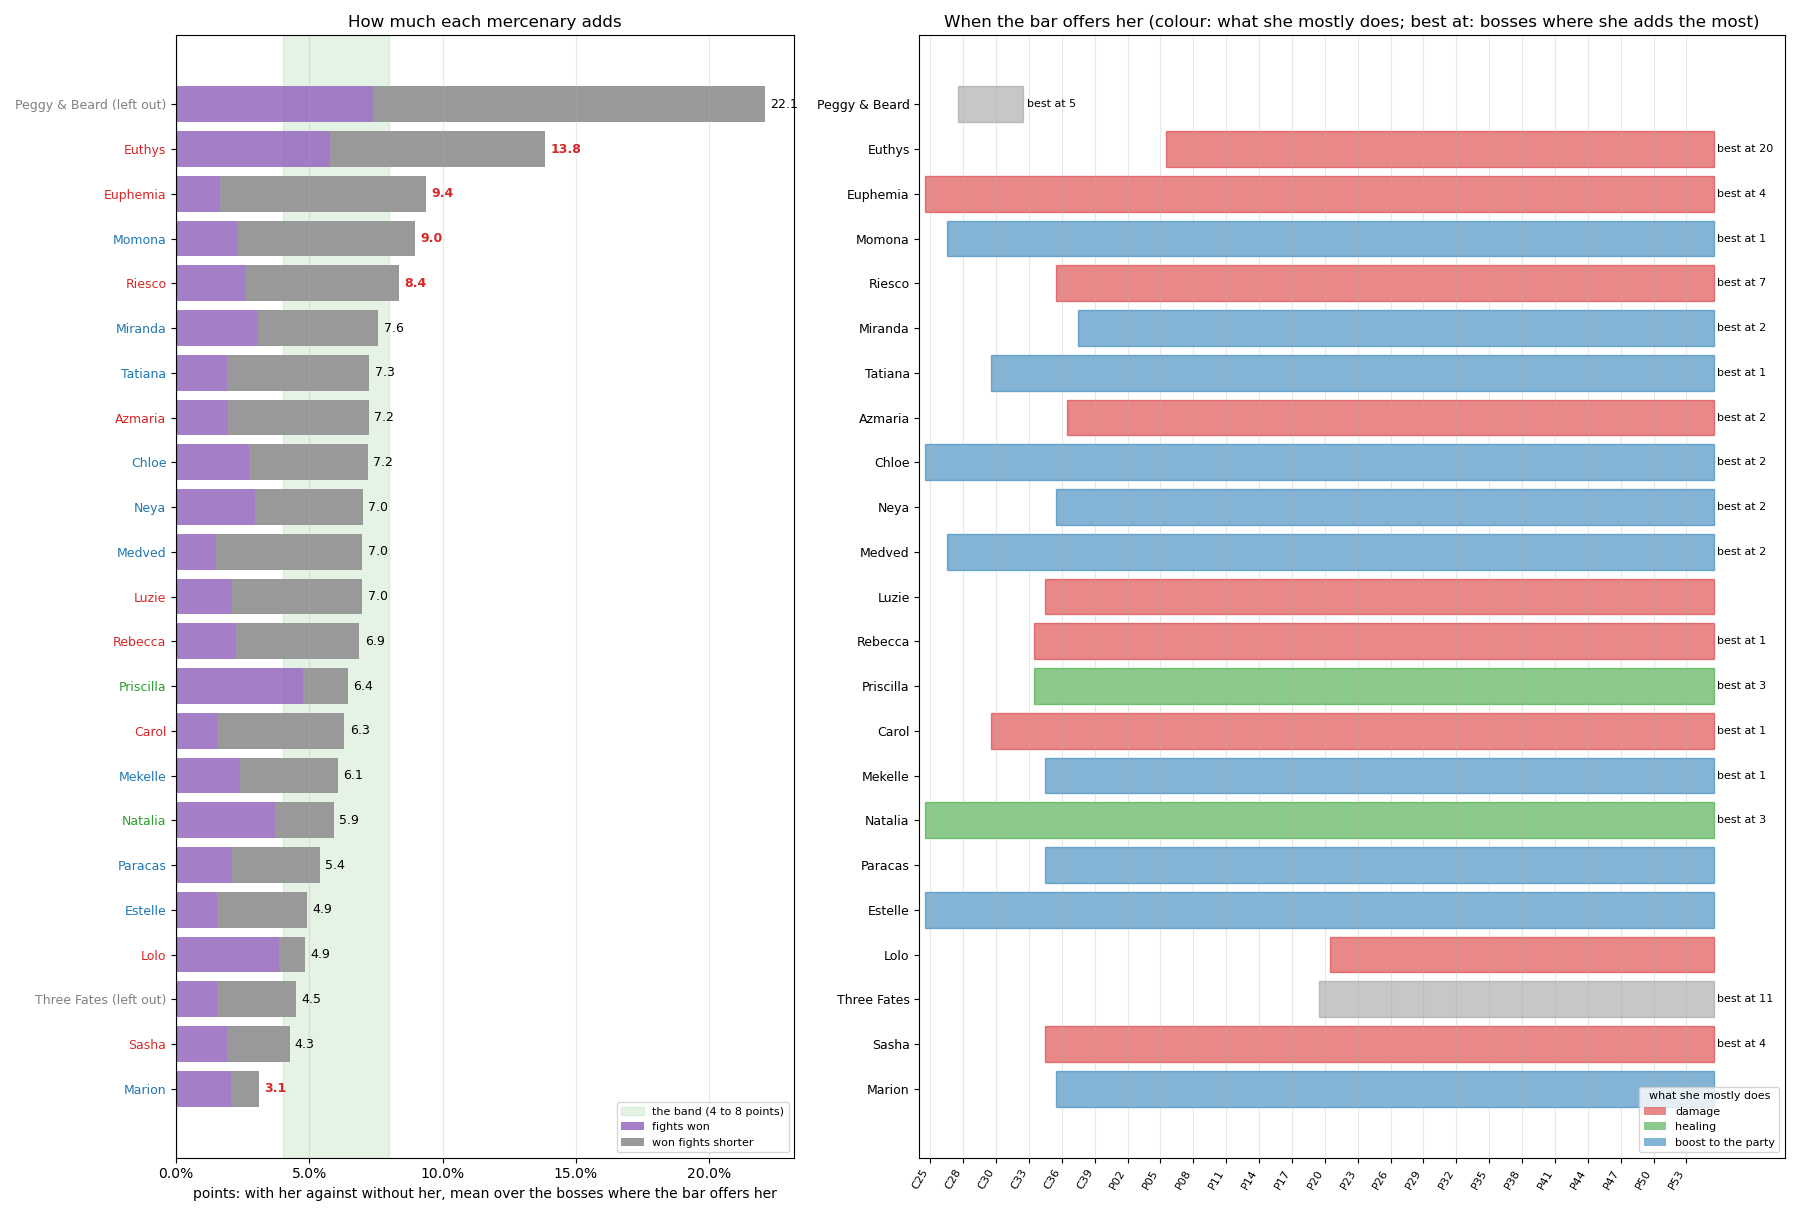 How much each mercenary adds
Peggy & Beard (left out)
22.1
Euthys
13.8
Euphemia
9.4
Momona
9.0
Riesco
8.4
Miranda
7.6
Tatiana
7.3
Azmaria
7.2
Chloe
7.2
Neya
7.0
Medved
7.0
Luzie
7.0
Rebecca
6.9
Priscilla
6.4
Carol
6.3
Mekelle
6.1
Natalia
5.9
Paracas
5.4
Estelle
4.9
Lolo
4.9
Three Fates (left out)
4.5
Sasha
4.3
Marion
3.1
the band (4 to 8 points)
fights won
won fights shorter
0.0% 5.0% 10.0% 15.0% 20.0%
points: with her against without her, mean over the bosses where the bar offers her
When the bar offers her (colour: what she mostly does; best at: bosses where she adds the most)
Peggy & Beard
best at 5
Euthys
best at 20
Euphemia
best at 4
Momona
best at 1
Riesco
best at 7
Miranda
best at 2
Tatiana
best at 1
Azmaria
best at 2
Chloe
best at 2
Neya
best at 2
Medved
best at 2
Luzie
Rebecca
best at 1
Priscilla
best at 3
Carol
best at 1
Mekelle
best at 1
Natalia
best at 3
Paracas
Estelle
Lolo
Three Fates
best at 11
Sasha
best at 4
Marion
what she mostly does
damage
healing
boost to the party
C25 C28 C30 C33 C36 C39 P02 P05 P08 P11 P14 P17 P20 P23 P26 P29 P32 P35 P38 P41 P44 P47 P50 P53